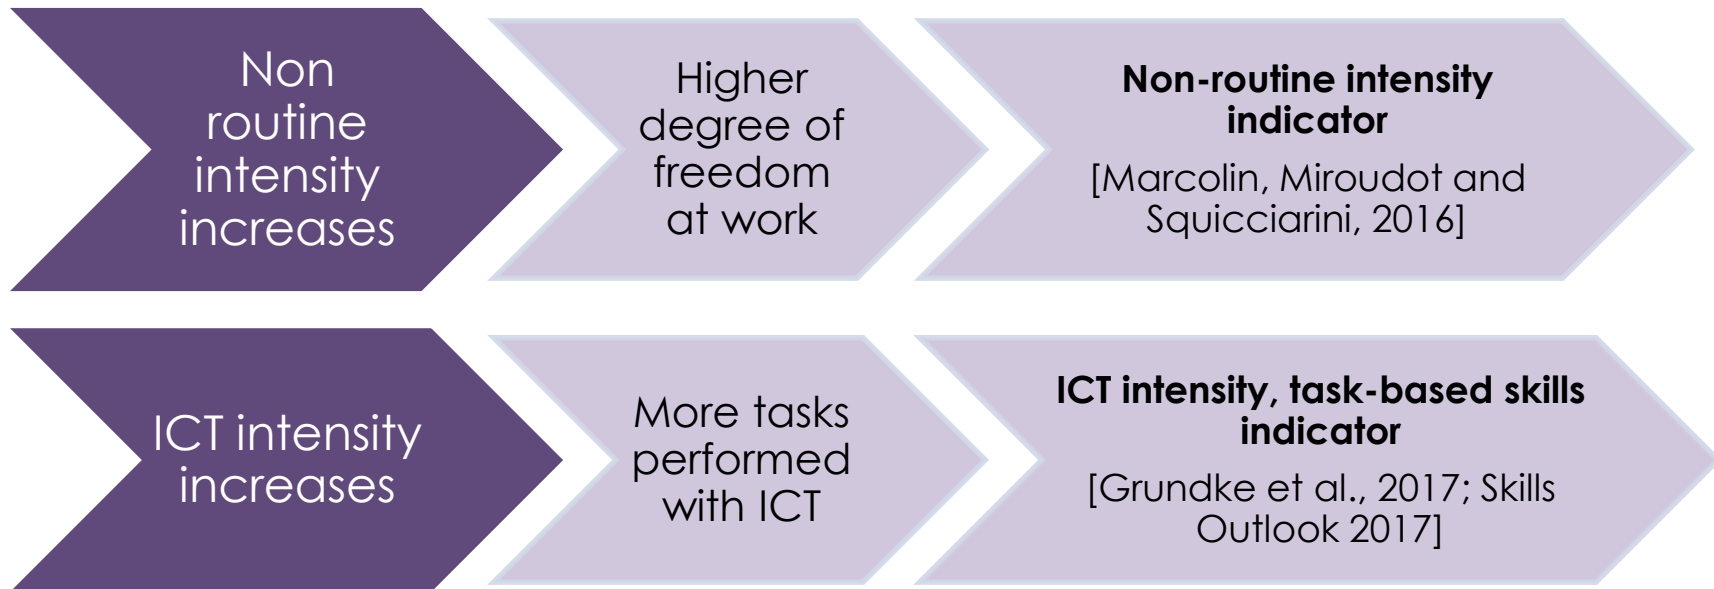 Non
routine
intensity
increases
Higher
degree of
freedom
at work
Non-routine intensity
indicator
[Marcolin, Miroudot and
Squicciarini, 2016]
ICT intensity
increases
More tasks
performed
with ICT
ICT intensity, task-based skills
indicator
[Grundke et al., 2017; Skills
Outlook 2017]